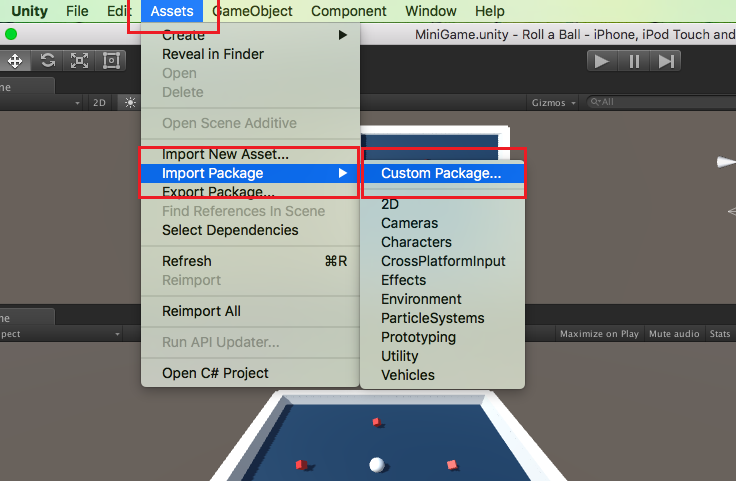 Unity File Edit Assets GameObject Component Window Help
MiniGame.unity - Roll a Ball - iPhone, iPod Touch and
ne
2D
Gizmos
All
Create
Reveal in Finder
Open
Delete
Open Scene Additive
Import New Asset...
Import Package
Export Package...
Find References In Scene
Select Dependencies
Refresh ⌘R
Reimport
Reimport All
Run API Updater...
Open C# Project
Custom Package...
2D
Cameras
Characters
CrossPlatformInput
Effects
Environment
ParticleSystems
Prototyping
Utility
Vehicles
ne
pect
Maximize on Play Mute audio Stats